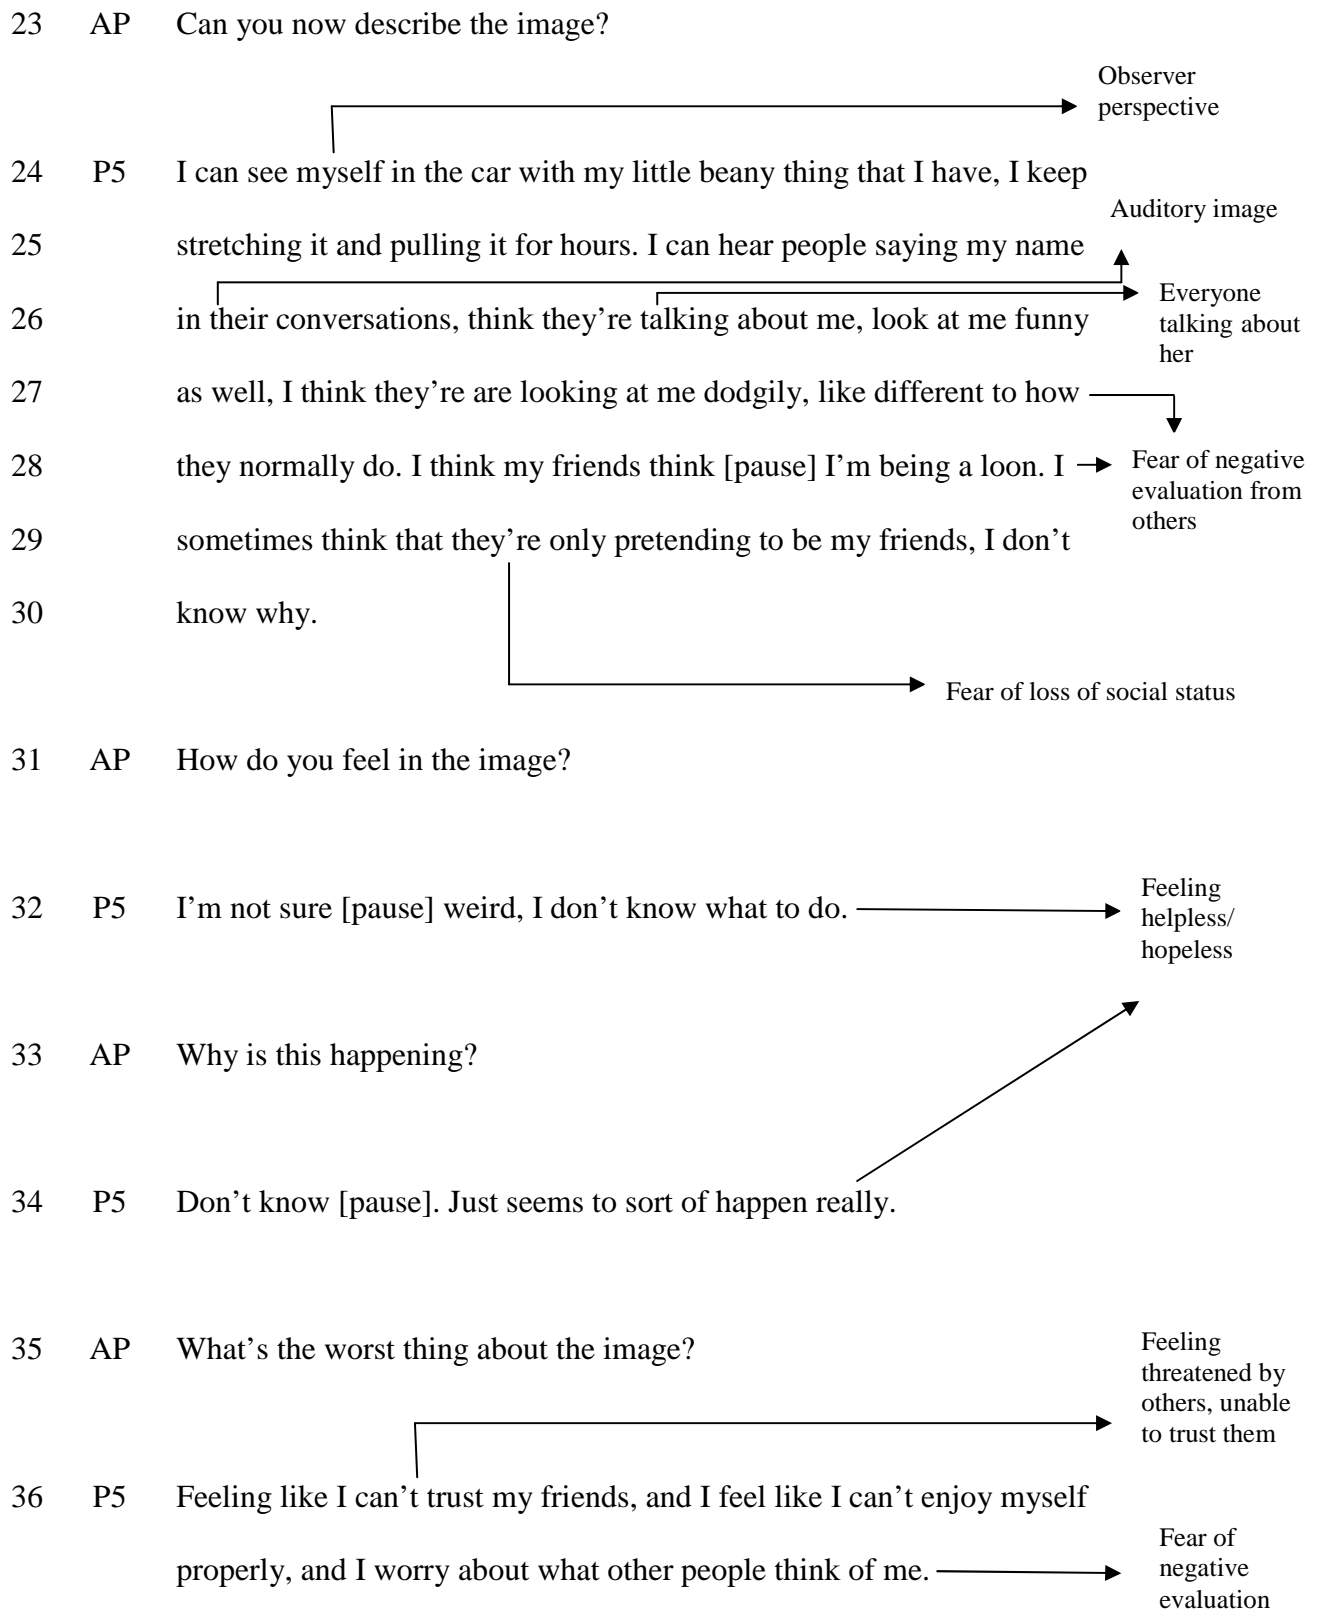 23 AP Can you now describe the image?
Observer
perspective
24 P5 I can see myself in the car with my little beany thing that I have, I keep
Auditory image
25 stretching it and pulling it for hours. I can hear people saying my name
Everyone
talking about
her
26 in their conversations, think they're talking about me, look at me funny
27 as well, I think they're are looking at me dodgily, like different to how
28 they normally do. I think my friends think [pause] I'm being a loon. I
Fear of negative
evaluation from
others
29 sometimes think that they're only pretending to be my friends, I don't
30 know why.
Fear of loss of social status
31 AP How do you feel in the image?
32 P5 I'm not sure [pause] weird, I don't know what to do.
Feeling
helpless/
hopeless
33 AP Why is this happening?
34 P5 Don't know [pause]. Just seems to sort of happen really.
35 AP What's the worst thing about the image?
Feeling
threatened by
others, unable
to trust them
36 P5 Feeling like I can't trust my friends, and I feel like I can't enjoy myself
properly, and I worry about what other people think of me.
Fear of
negative
evaluation